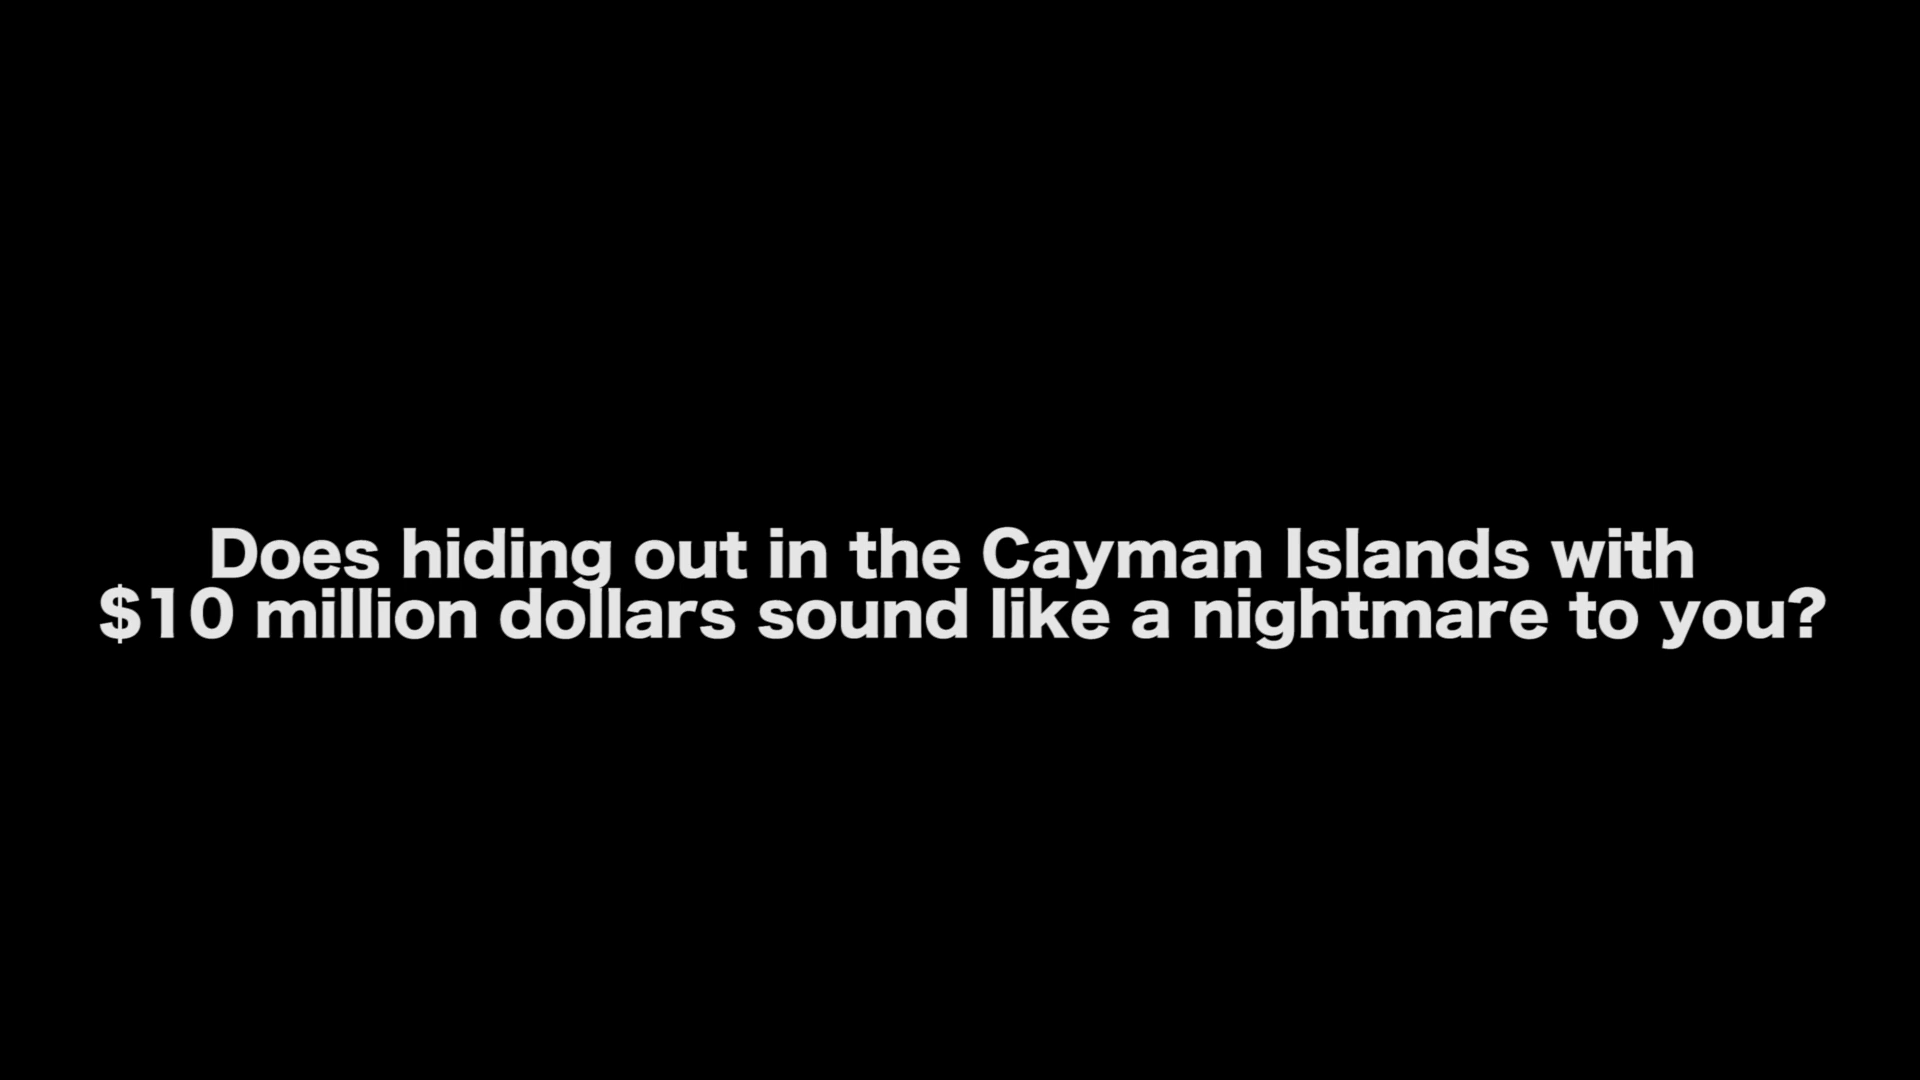 Does hiding out in the Cayman Islands with
$10 million dollars sound like a nightmare to you?